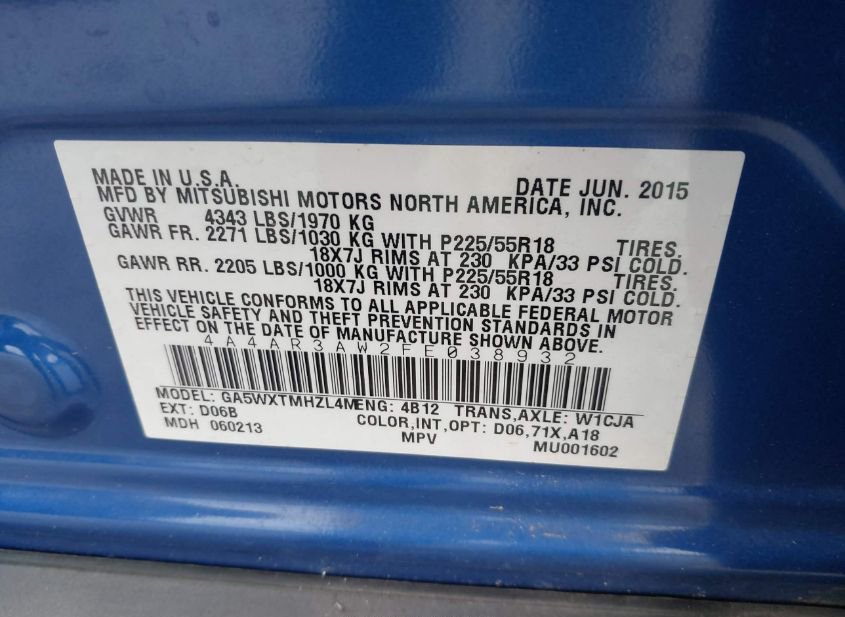 MADE IN U.S.A. DATE JUN. 2015
MFD BY MITSUBISHI MOTORS NORTH AMERICA, INC.
GVWR 4343 LBS/1970 KG
GAWR FR. 2271 LBS/1030 KG WITH P225/55R18 TIRES.
18X7J RIMS AT 230 KPA/33 PSI COLD.
GAWR RR. 2205 LBS/1000 KG WITH P225/55R18 TIRES.
18X7J RIMS AT 230 KPA/33 PSI COLD.
THIS VEHICLE CONFORMS TO ALL APPLICABLE FEDERAL MOTOR
VEHICLE SAFETY AND THEFT PREVENTION STANDARDS IN
EFFECT ON THE DATE OF MANUFACTURE SHOWN ABOVE.
4A4AR3AW2FE038932
MODEL: GA5WXTMHZL4MENG: 4B12 TRANS,AXLE: W1CJA
EXT: D06B COLOR,INT,OPT: D06,71X,A18
MDH 060213 MPV MU001602